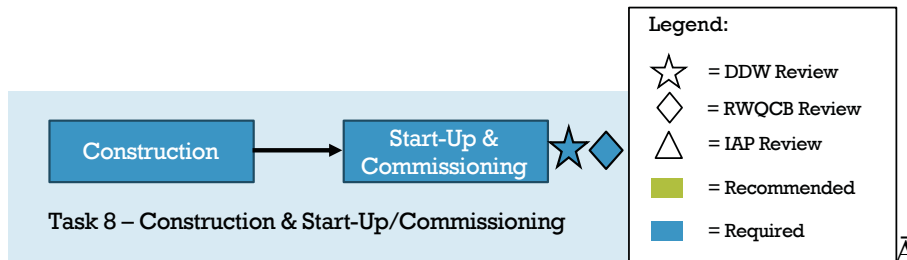 Legend:
= DDW Review
= RWQCB Review
= IAP Review
= Recommended
= Required
Construction
Start-Up &
Commissioning
Task 8 – Construction & Start-Up/Commissioning